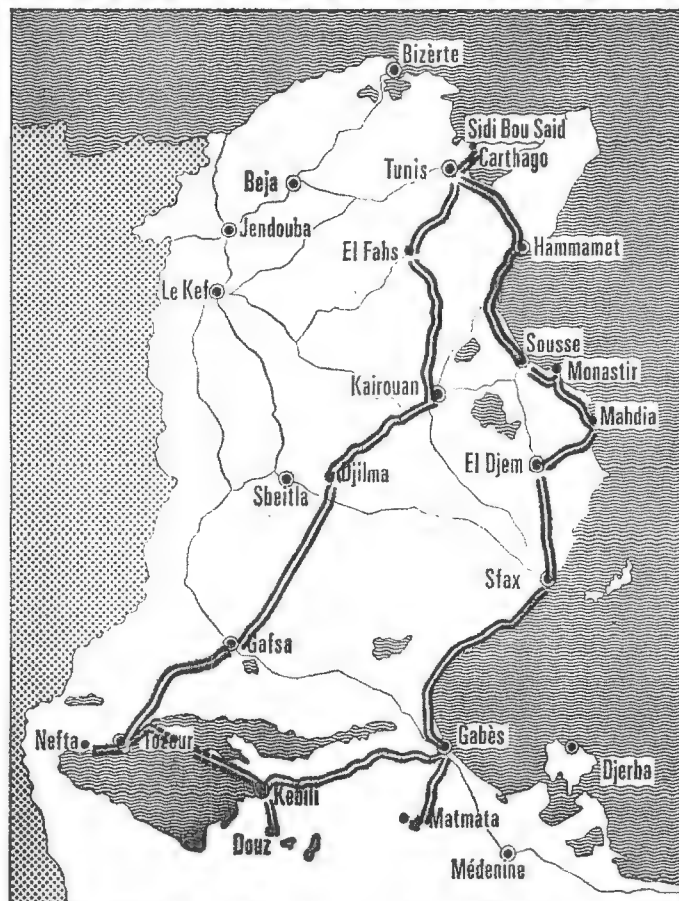 Bizèrte
Sidi Bou Said
Carthago
Tunis
Beja
Jendouba
El Fahs
Hammamet
Le Kef
Sousse
Monastir
Kairouan
Mahdia
El Djem
Djilma
Sbeitla
Sfax
Gafsa
Nefta
Tozeur
Gabès
Djerba
Kebili
Matmata
Douz
Médenine